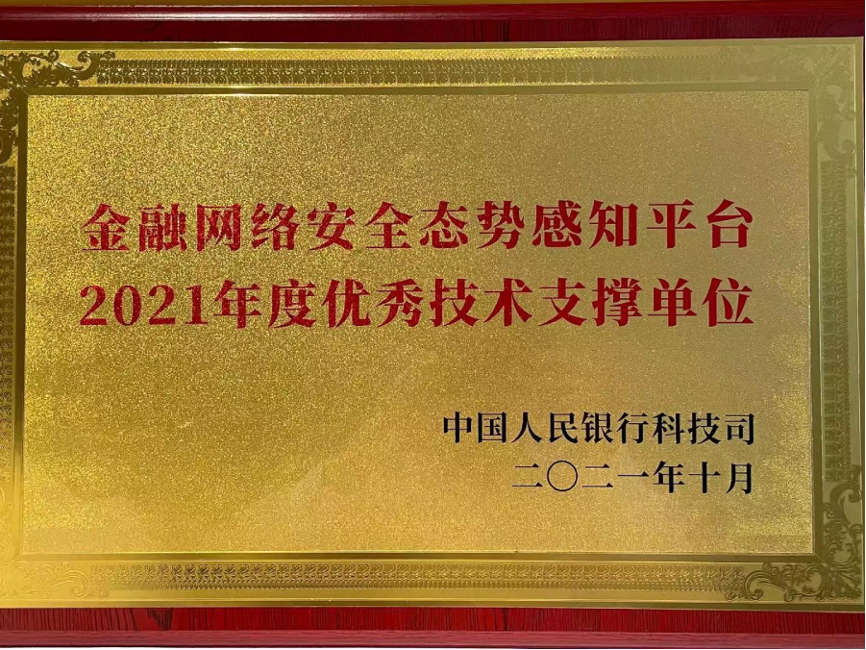 金融网络安全态势感知平台
2021年度优秀技术支撑单位
中国人民银行科技司
二〇二一年十月